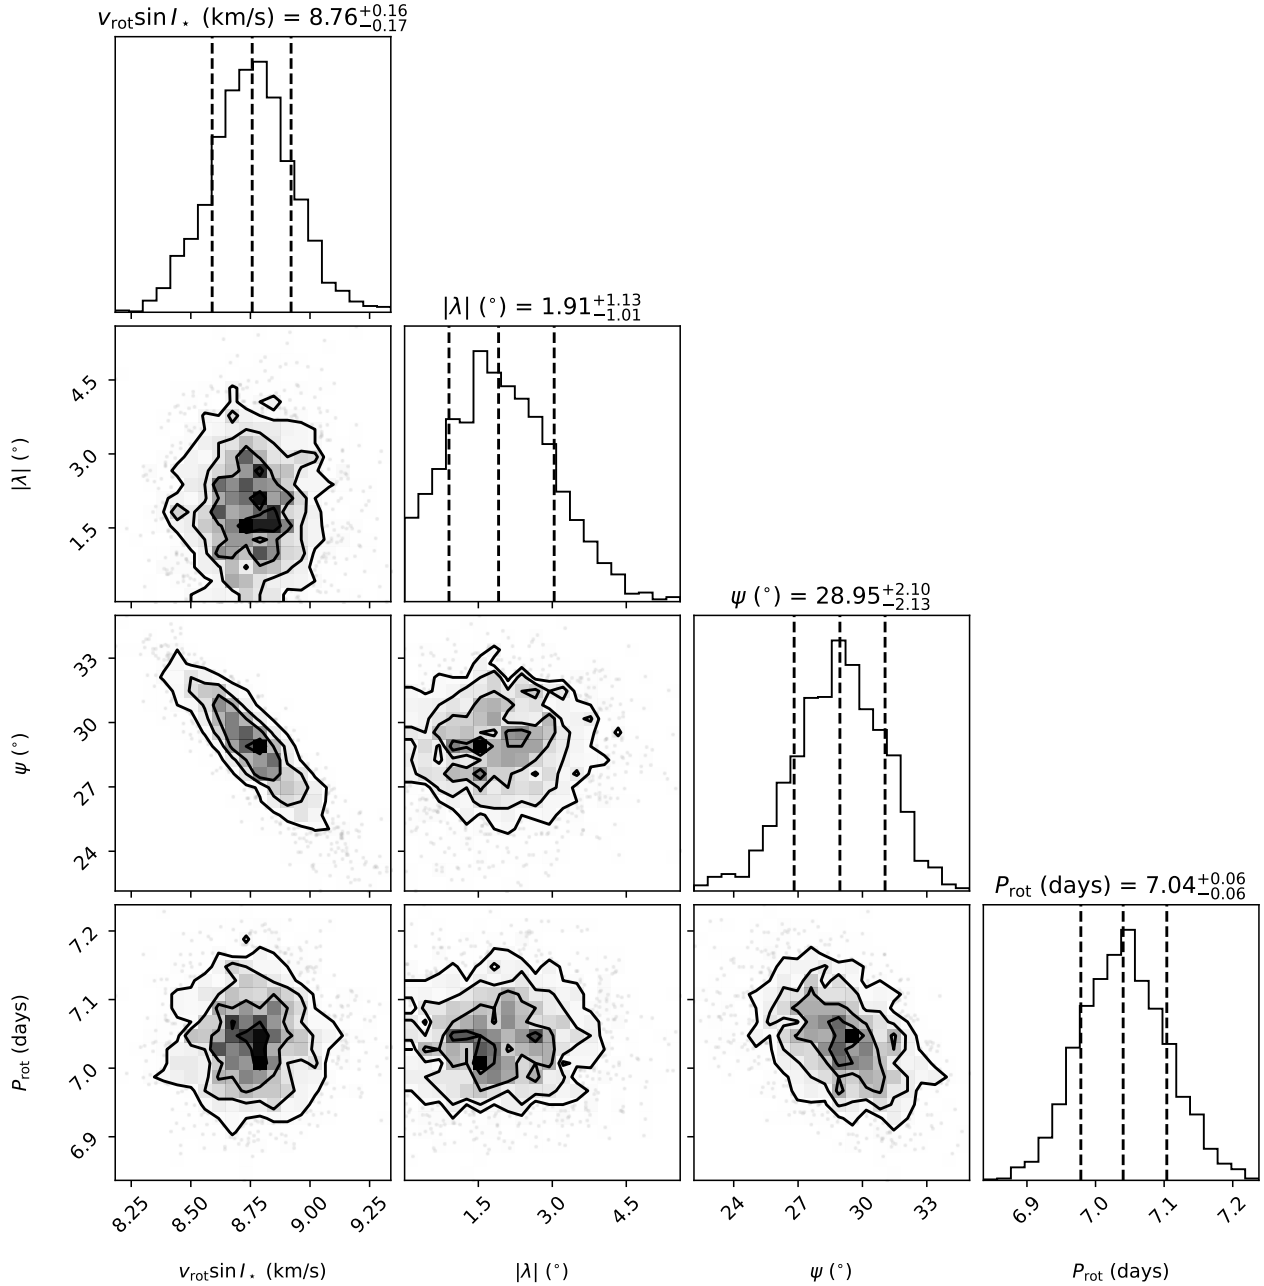 v_rot sin I⋆ (km/s) = 8.76 +0.16 −0.17
|λ| (°) = 1.91 +1.13 −1.01
4.5
3.0
1.5
|λ| (°)
ψ (°) = 28.95 +2.10 −2.13
33
30
27
24
ψ (°)
P_rot (days) = 7.04 +0.06 −0.06
7.2
7.1
7.0
6.9
P_rot (days)
8.25 8.50 8.75 9.00 9.25 1.5 3.0 4.5 24 27 30 33 6.9 7.0 7.1 7.2
v_rot sin I⋆ (km/s) |λ| (°) ψ (°) P_rot (days)